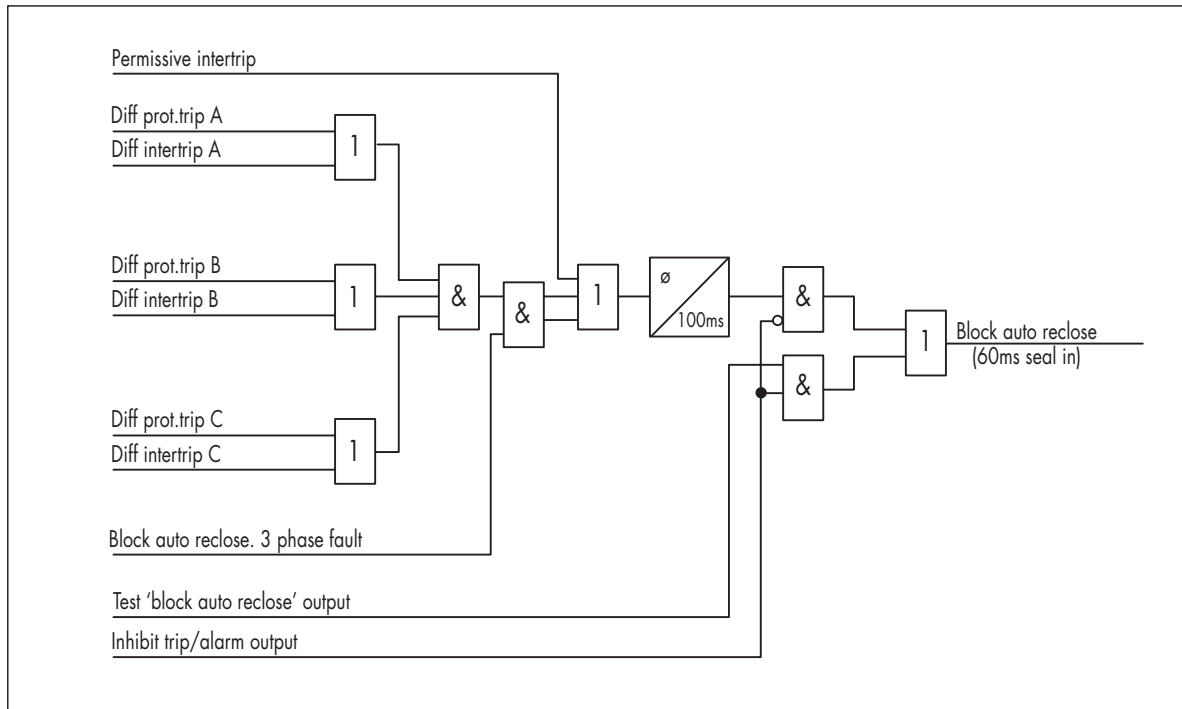 Permissive intertrip
Diff prot.trip A
Diff intertrip A
1
Diff prot.trip B
Diff intertrip B
1
&
&
1
ø
100ms
&
1
Block auto reclose
(60ms seal in)
&
Diff prot.trip C
Diff intertrip C
1
Block auto reclose. 3 phase fault
Test ‘block auto reclose’ output
Inhibit trip/alarm output